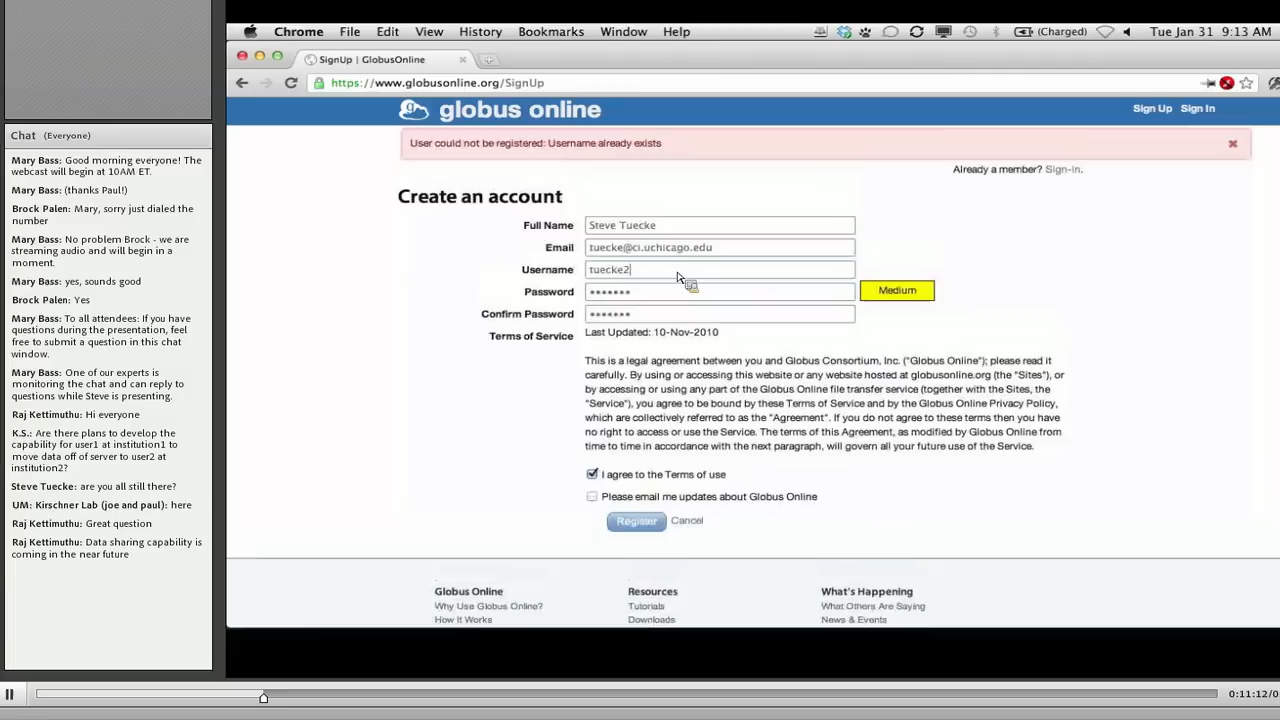 Chat (Everyone)
Mary Bass: Good morning everyone! The
webcast will begin at 10AM ET.
Mary Bass: (thanks Paul!)
Brock Palen: Mary, sorry just dialed the
number
Mary Bass: No problem Brock - we are
streaming audio and will begin in a
moment.
Mary Bass: yes, sounds good
Brock Palen: Yes
Mary Bass: To all attendees: If you have
questions during the presentation, feel
free to submit a question in this chat
window.
Mary Bass: One of our experts is
monitoring the chat and can reply to
questions while Steve is presenting.
Raj Kettimuthu: Hi everyone
K.S.: Are there plans to develop the
capability for user1 at institution1 to
move data off of server to user2 at
institution2?
Steve Tuecke: are you all still there?
UM: Kirschner Lab (joe and paul): here
Raj Kettimuthu: Great question
Raj Kettimuthu: Data sharing capability is
coming in the near future
Chrome File Edit View History Bookmarks Window Help (Charged) Tue Jan 31 9:13 AM
SignUp | GlobusOnline
https://www.globusonline.org/SignUp
globus online Sign Up Sign In
User could not be registered: Username already exists
Already a member? Sign-in.
Create an account
Full Name Steve Tuecke
Email tuecke@ci.uchicago.edu
Username tuecke2
Password ******* Medium
Confirm Password *******
Terms of Service Last Updated: 10-Nov-2010
This is a legal agreement between you and Globus Consortium, Inc. ("Globus Online"); please read it
carefully. By using or accessing this website or any website hosted at globusonline.org (the "Sites"), or
by accessing or using any part of the Globus Online file transfer service (together with the Sites, the
"Service"), you agree to be bound by these Terms of Service and by the Globus Online Privacy Policy,
which are collectively referred to as the "Agreement". If you do not agree to these terms then you have
no right to access or use the Service. The terms of this Agreement, as modified by Globus Online from
time to time in accordance with the next paragraph, will govern all your future use of the Service.
I agree to the Terms of use
Please email me updates about Globus Online
Register Cancel
Globus Online Resources What's Happening
Why Use Globus Online? Tutorials What Others Are Saying
How It Works Downloads News & Events
0:11:12/0